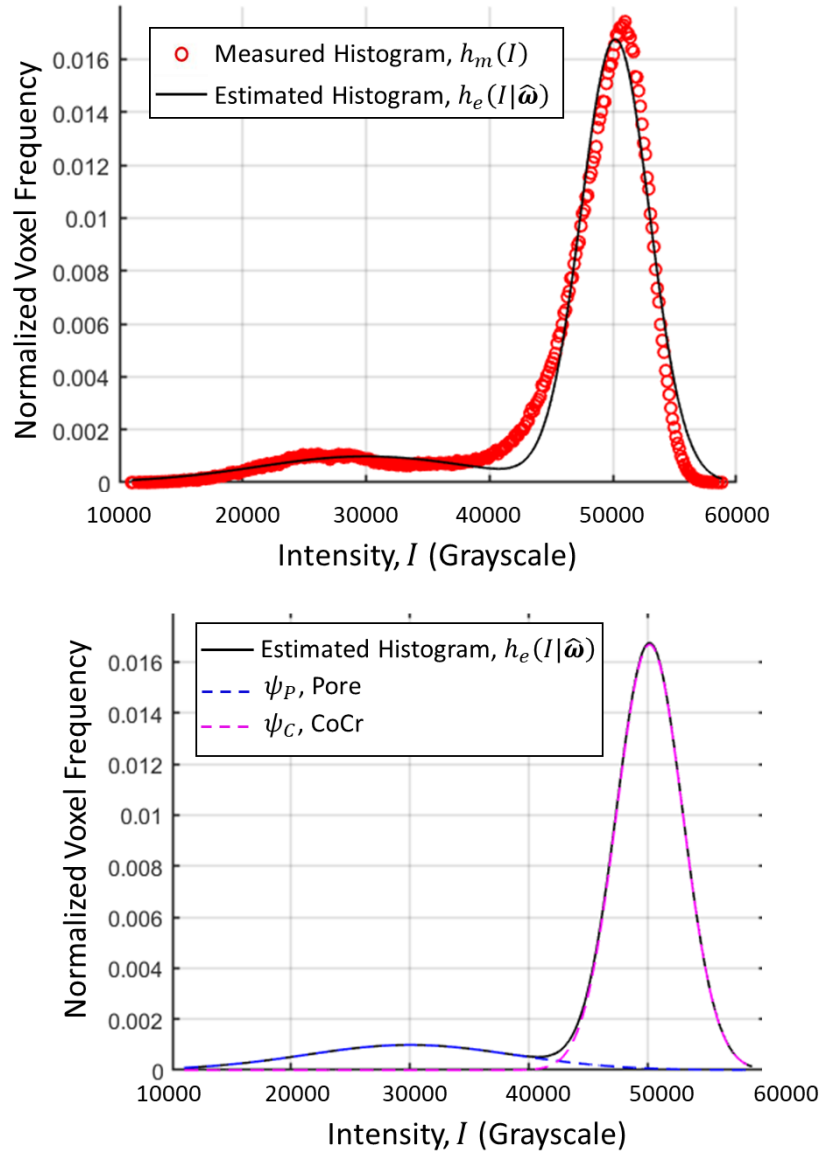 Measured Histogram, hₘ(I)
Estimated Histogram, hₑ(I|ω̂)
Normalized Voxel Frequency
0.016
0.014
0.012
0.01
0.008
0.006
0.004
0.002
0
10000 20000 30000 40000 50000 60000
Intensity, I (Grayscale)
Estimated Histogram, hₑ(I|ω̂)
ψ_P, Pore
ψ_C, CoCr
Normalized Voxel Frequency
0.016
0.014
0.012
0.01
0.008
0.006
0.004
0.002
0
10000 20000 30000 40000 50000 60000
Intensity, I (Grayscale)